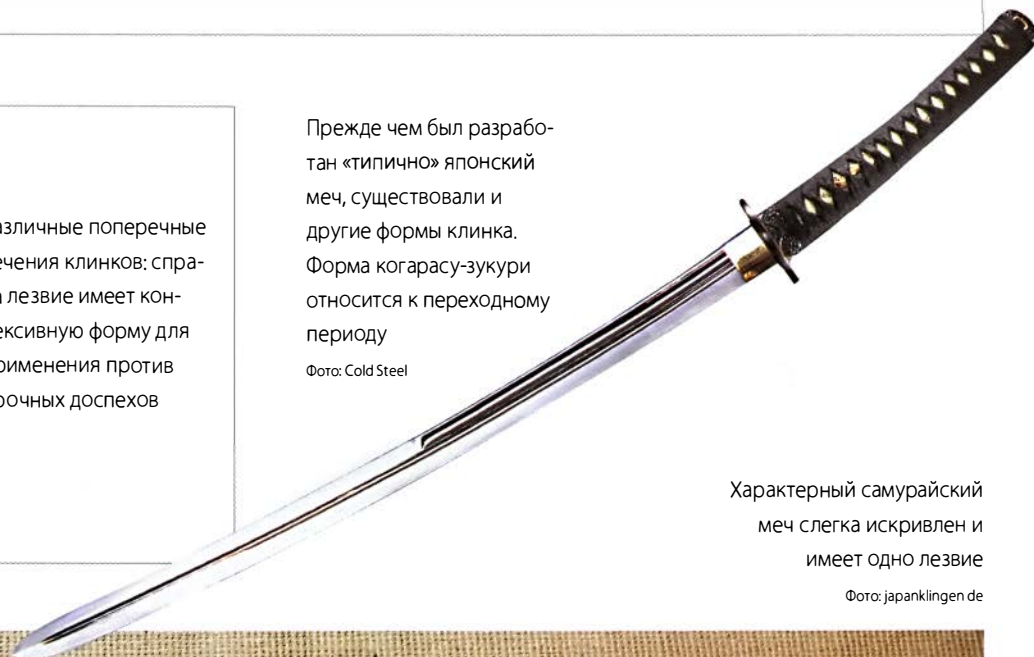 азличные поперечные
ечения клинков: спра-
а лезвие имеет кон-
ексивную форму для
рименения против
рочных доспехов
Прежде чем был разрабо-
тан «типично» японский
меч, существовали и
другие формы клинка.
Форма когарасу-зукури
относится к переходному
периоду
Фото: Cold Steel
Характерный самурайский
меч слегка искривлен и
имеет одно лезвие
Фото: japanklingen de